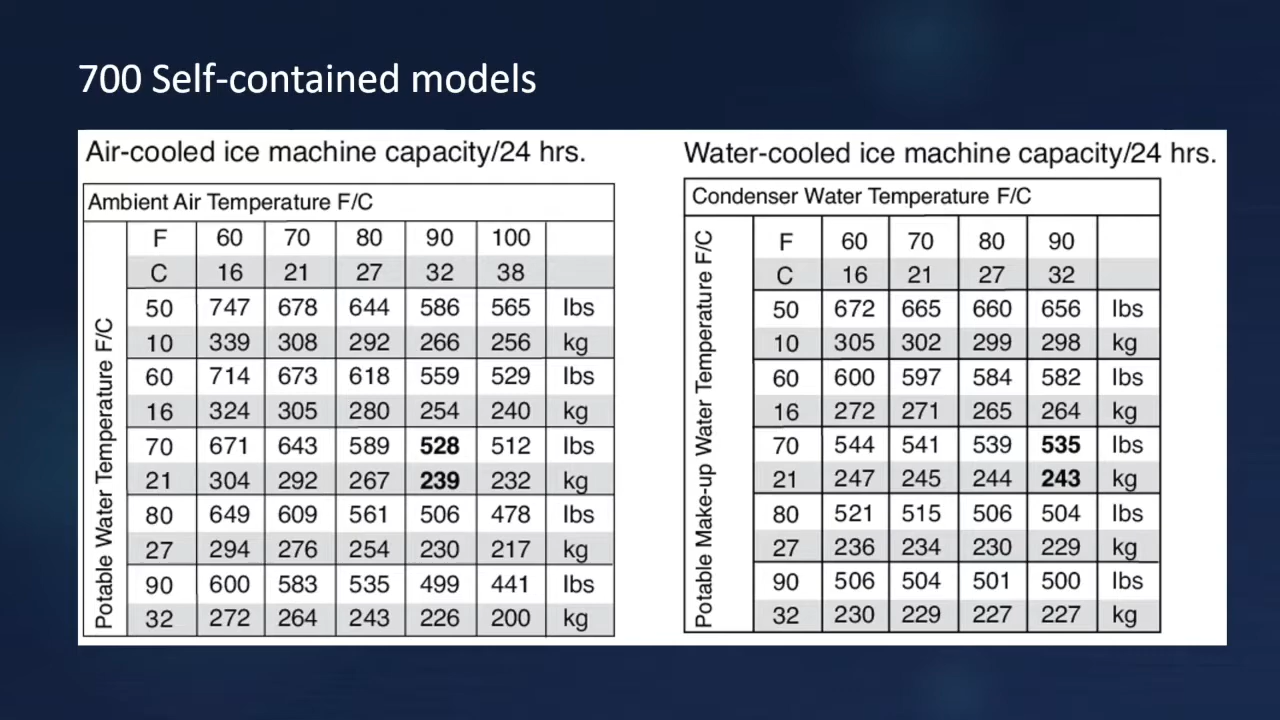 700 Self-contained models
Air-cooled ice machine capacity/24 hrs.
Ambient Air Temperature F/C
Potable Water Temperature F/C
F 60 70 80 90 100
C 16 21 27 32 38
50 747 678 644 586 565 lbs
10 339 308 292 266 256 kg
60 714 673 618 559 529 lbs
16 324 305 280 254 240 kg
70 671 643 589 528 512 lbs
21 304 292 267 239 232 kg
80 649 609 561 506 478 lbs
27 294 276 254 230 217 kg
90 600 583 535 499 441 lbs
32 272 264 243 226 200 kg
Water-cooled ice machine capacity/24 hrs.
Condenser Water Temperature F/C
Potable Make-up Water Temperature F/C
F 60 70 80 90
C 16 21 27 32
50 672 665 660 656 lbs
10 305 302 299 298 kg
60 600 597 584 582 lbs
16 272 271 265 264 kg
70 544 541 539 535 lbs
21 247 245 244 243 kg
80 521 515 506 504 lbs
27 236 234 230 229 kg
90 506 504 501 500 lbs
32 230 229 227 227 kg